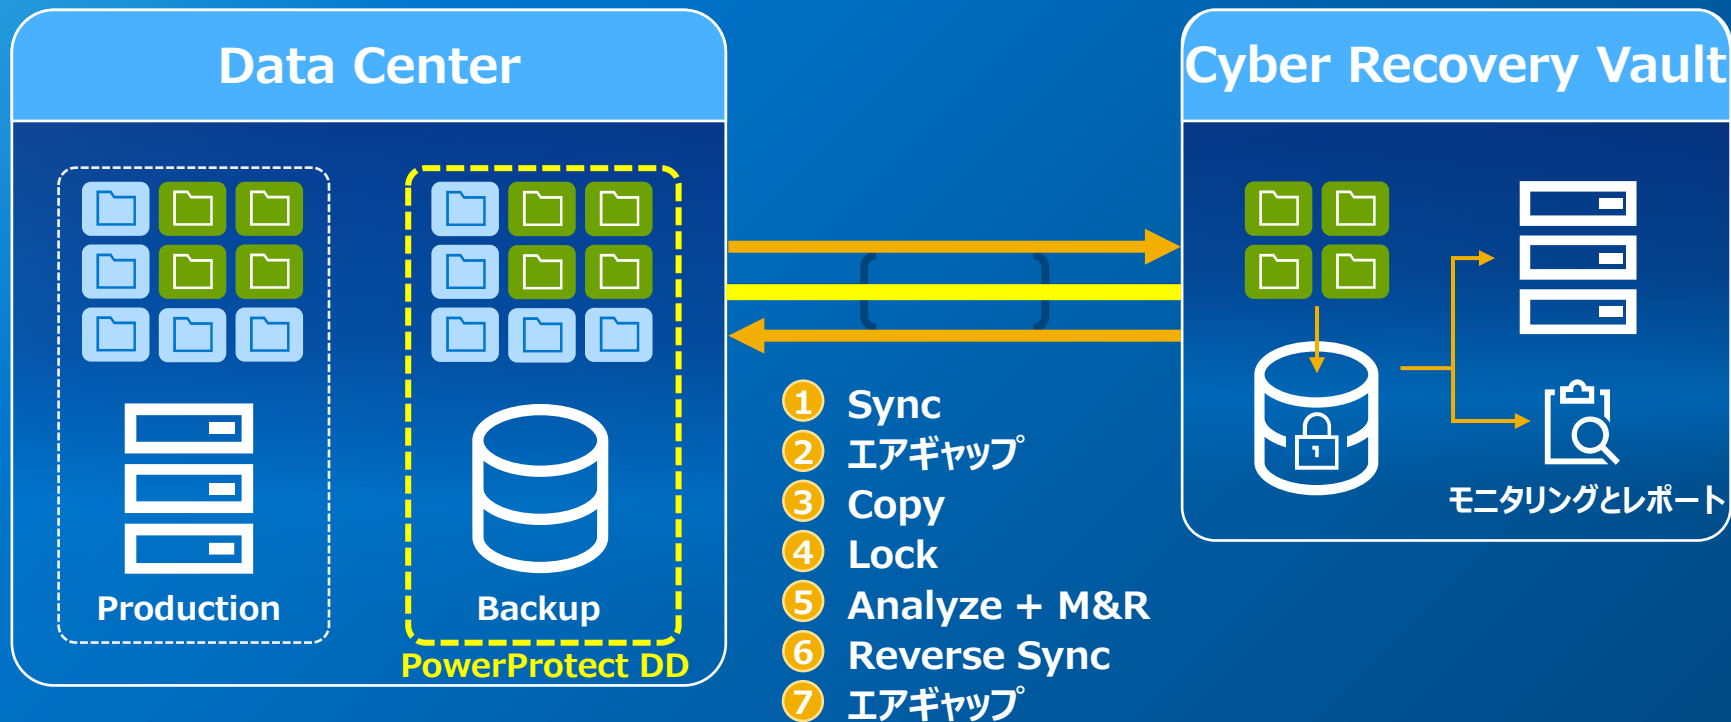 Data Center
Cyber Recovery Vault
Production
Backup
PowerProtect DD
1 Sync
2 エアギャップ
3 Copy
4 Lock
5 Analyze + M&R
6 Reverse Sync
7 エアギャップ
モニタリングとレポート